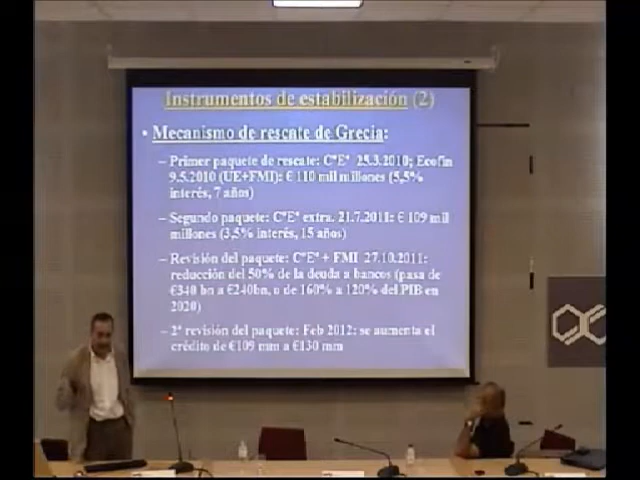 Instrumentos de estabilización (2)
• Mecanismo de rescate de Grecia:
– Primer paquete de rescate: CºEº 25.3.2010; Ecofin
9.5.2010 (UE+FMI): € 110 mil millones (5,5%
interés, 7 años)
– Segundo paquete: CºEº extra. 21.7.2011: € 109 mil
millones (3,5% interés, 15 años)
– Revisión del paquete: CºEº + FMI 27.10.2011:
reducción del 50% de la deuda a bancos (pasa de
€340 bn a €240bn, o de 160% a 120% del PIB en
2020)
– 2ª revisión del paquete: Feb 2012: se aumenta el
crédito de €109 mm a €130 mm